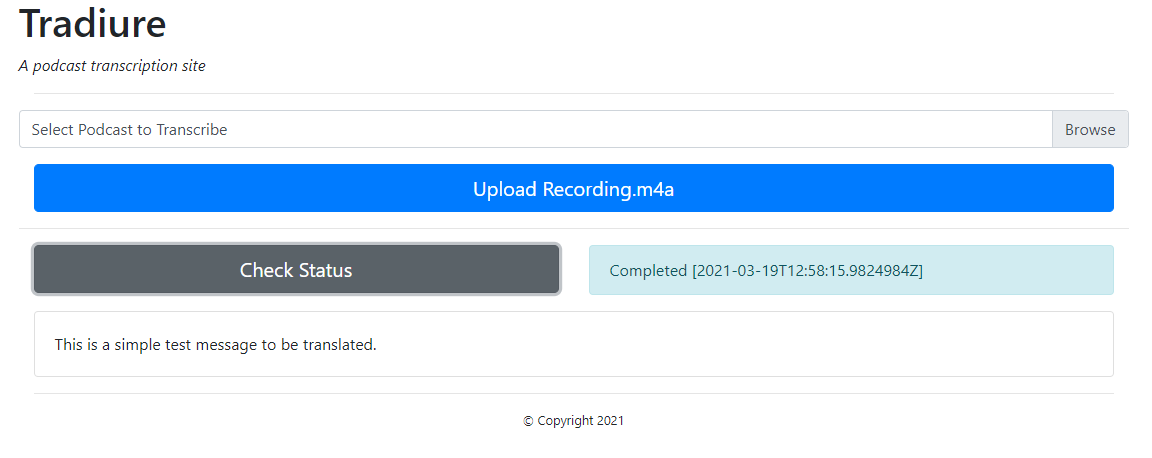 Tradiure
A podcast transcription site
Select Podcast to Transcribe Browse
Upload Recording.m4a
Check Status Completed [2021-03-19T12:58:15.9824984Z]
This is a simple test message to be translated.
© Copyright 2021